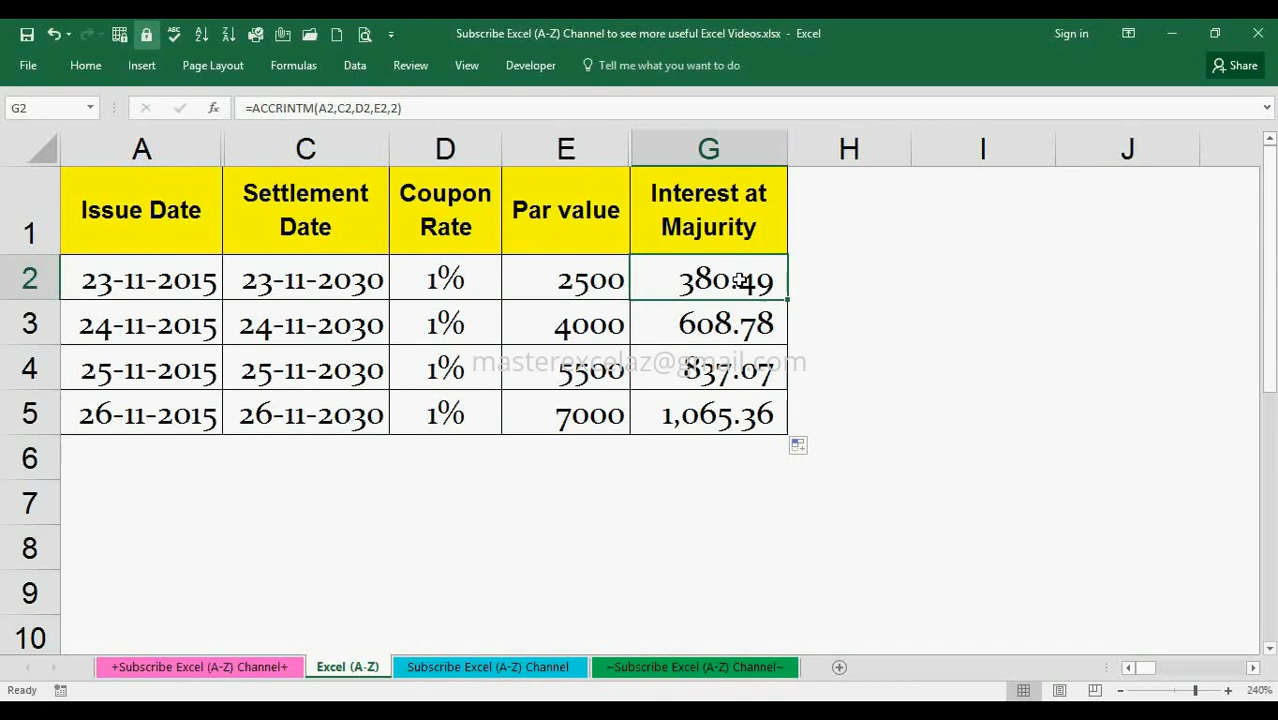 Subscribe Excel (A-Z) Channel to see more useful Excel Videos.xlsx - Excel
Sign in
File Home Insert Page Layout Formulas Data Review View Developer Tell me what you want to do Share
G2 fx =ACCRINTM(A2,C2,D2,E2,2)
A C D E G H I J
1 Issue Date Settlement Date Coupon Rate Par value Interest at Majurity
2 23-11-2015 23-11-2030 1% 2500 380.49
3 24-11-2015 24-11-2030 1% 4000 608.78
masterexcelaz@gmail.com
4 25-11-2015 25-11-2030 1% 5500 837.07
5 26-11-2015 26-11-2030 1% 7000 1,065.36
6
7
8
9
10
+Subscribe Excel (A-Z) Channel+ Excel (A-Z) Subscribe Excel (A-Z) Channel ~Subscribe Excel (A-Z) Channel~
Ready 240%